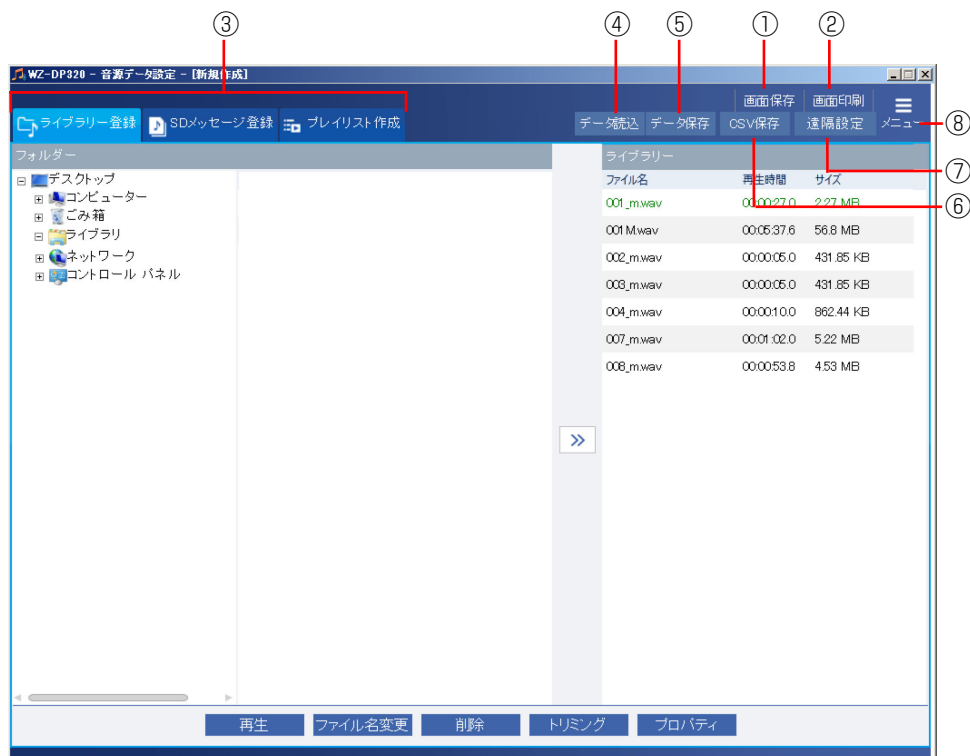 ③ ④ ⑤ ① ②
WZ-DP320 - 音源データ設定 - [新規作成]
画面保存 画面印刷
ライブラリー登録 SDメッセージ登録 プレイリスト作成 データ読込 データ保存 CSV保存 遠隔設定 メニュー ⑧
フォルダー ライブラリー ⑦
デスクトップ ファイル名 再生時間 サイズ
コンピューター
001_m.wav 00:00:27.0 2.27 MB ⑥
ごみ箱
001 M.wav 00:05:37.6 56.8 MB
ライブラリ
ネットワーク 002_m.wav 00:00:05.0 431.85 KB
コントロール パネル
003_m.wav 00:00:05.0 431.85 KB
004_m.wav 00:00:10.0 862.44 KB
007_m.wav 00:01:02.0 5.22 MB
008_m.wav 00:00:53.8 4.53 MB
再生 ファイル名変更 削除 トリミング プロパティ